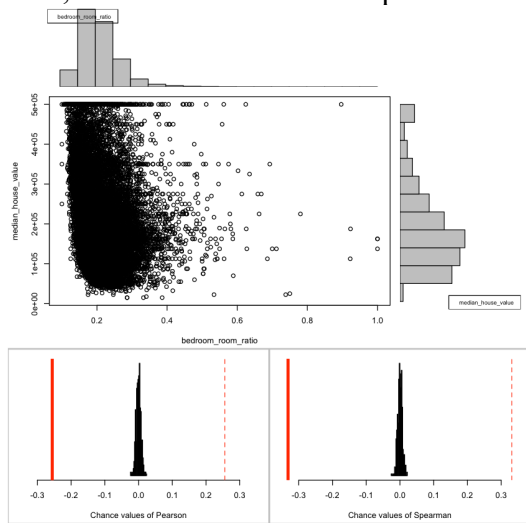 bedroom_room_ratio
median_house_value
0e+00 1e+05 2e+05 3e+05 4e+05 5e+05
0.2 0.4 0.6 0.8 1.0
bedroom_room_ratio
median_house_value
-0.3 -0.2 -0.1 0.0 0.1 0.2 0.3
Chance values of Pearson
-0.3 -0.2 -0.1 0.0 0.1 0.2 0.3
Chance values of Spearman